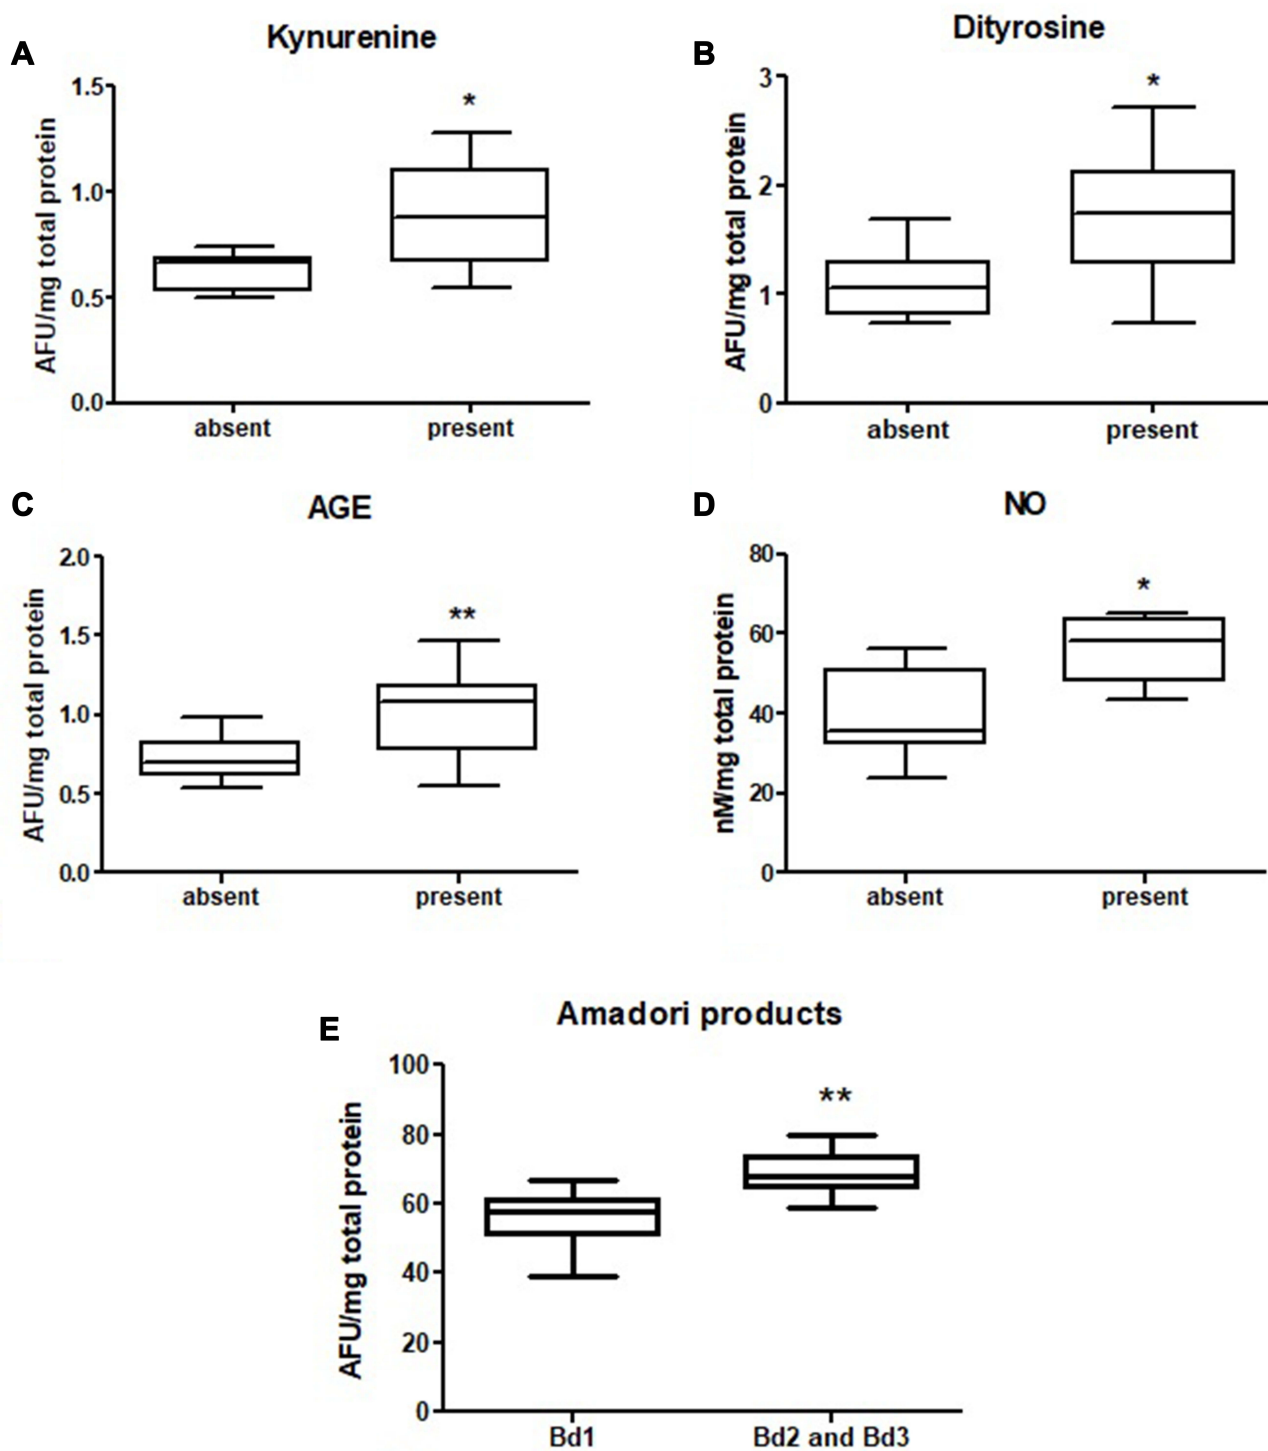 A
Kynurenine
AFU/mg total protein
1.5
1.0
0.5
0.0
*
absent
present
B
Dityrosine
AFU/mg total protein
3
2
1
0
*
absent
present
C
AGE
AFU/mg total protein
2.0
1.5
1.0
0.5
0.0
**
absent
present
D
NO
nM/mg total protein
80
60
40
20
0
*
absent
present
E
Amadori products
AFU/mg total protein
100
80
60
40
20
0
**
Bd1
Bd2 and Bd3